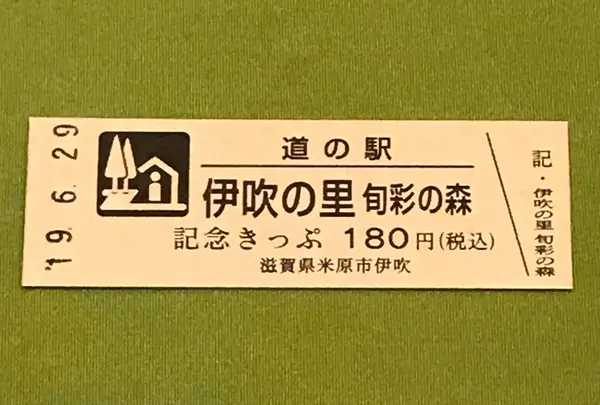 '19.6.29
道の駅
伊吹の里 旬彩の森
記念きっぷ 180円(税込)
滋賀県米原市伊吹
記・伊吹の里 旬彩の森